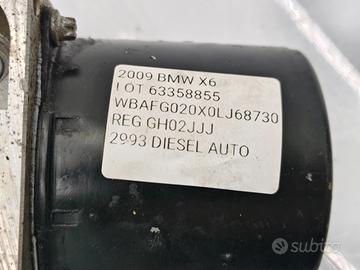 2009 BMW X6
LOT 63358855
WBAFG020X0LJ68730
REG GH02JJJ
2993 DIESEL AUTO
subito